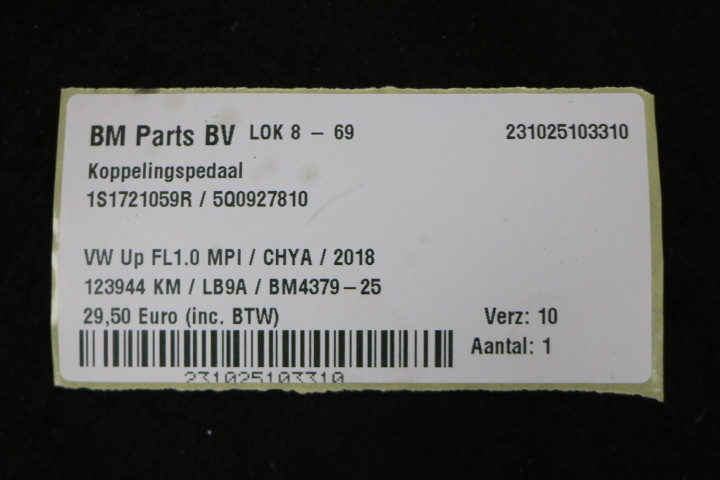 BM Parts BV LOK 8 - 69 231025103310
Koppelingspedaal
1S1721059R / 5Q0927810
VW Up FL1.0 MPI / CHYA / 2018
123944 KM / LB9A / BM4379-25
29,50 Euro (inc. BTW) Verz: 10
Aantal: 1
231025103310